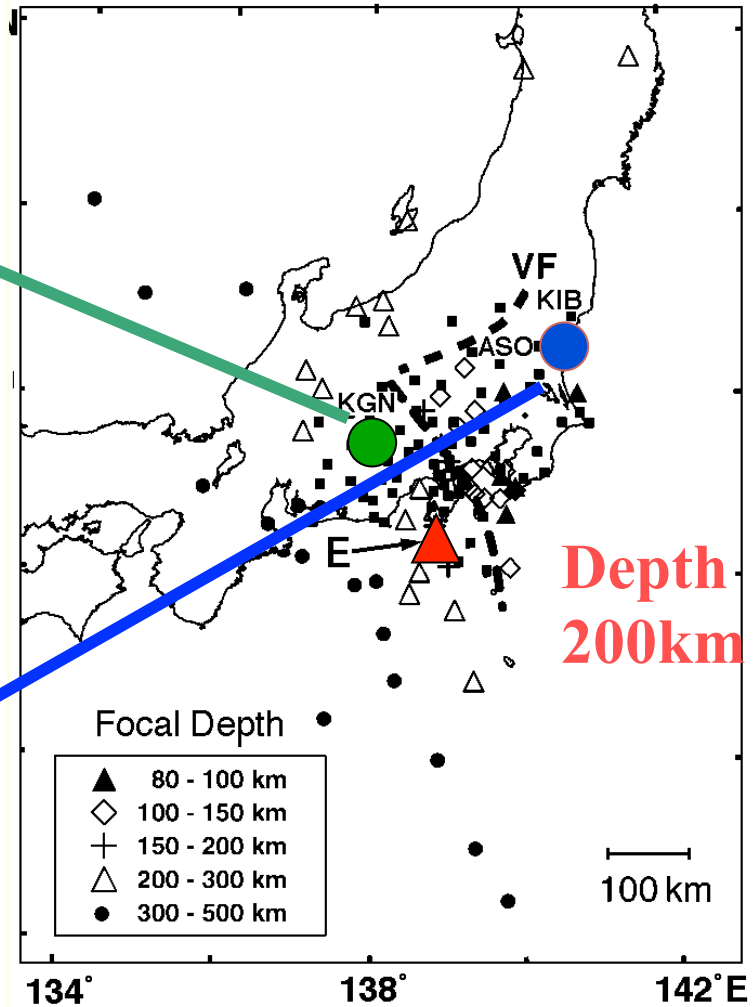 N
VF
KIB
ASO
KGN
E
Depth
200km
Focal Depth
80 - 100 km
100 - 150 km
150 - 200 km
200 - 300 km
300 - 500 km
100 km
134° 138° 142°E